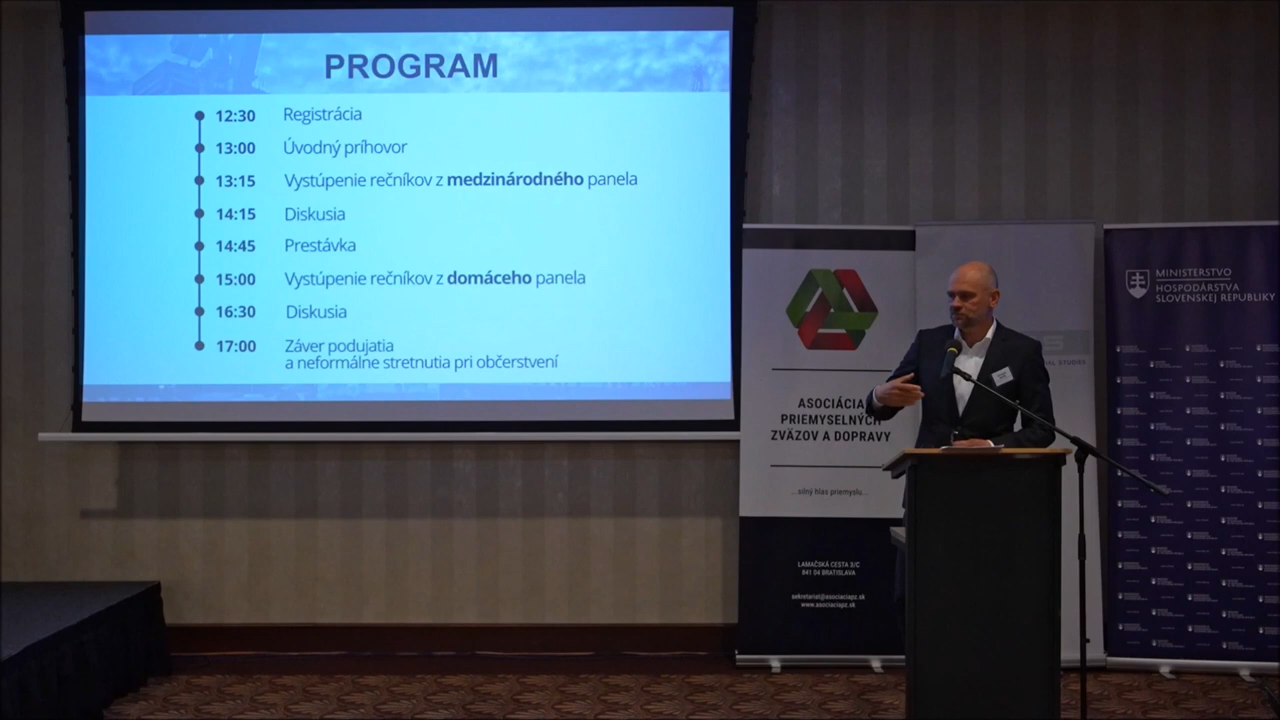 PROGRAM
12:30 Registrácia
13:00 Úvodný príhovor
13:15 Vystúpenie rečníkov z medzinárodného panela
14:15 Diskusia
14:45 Prestávka
15:00 Vystúpenie rečníkov z domáceho panela
16:30 Diskusia
17:00 Záver podujatia
a neformálne stretnutia pri občerstvení
ASOCIÁCIA
PRIEMYSELNÝCH
ZVÄZOV A DOPRAVY
...silný hlas priemyslu...
LAMAČSKÁ CESTA 3/C
841 04 BRATISLAVA
sekretariat@asociaciapz.sk
www.asociaciapz.sk
STUDIES
MINISTERSTVO
HOSPODÁRSTVA
SLOVENSKEJ REPUBLIKY